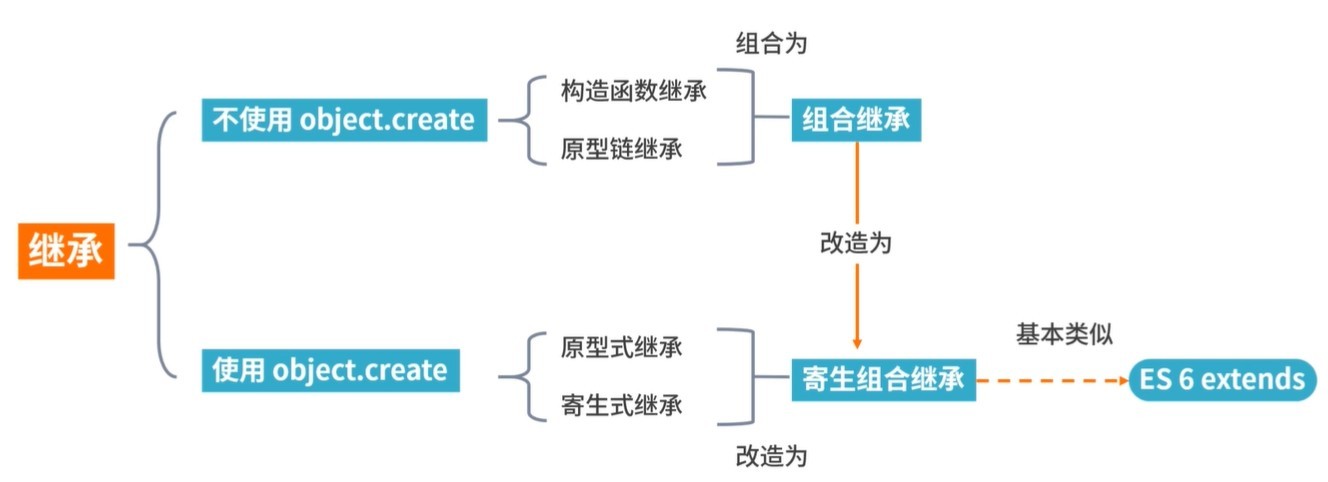 继承
不使用 object.create
构造函数继承
原型链继承
组合为
组合继承
改造为
使用 object.create
原型式继承
寄生式继承
改造为
寄生组合继承
基本类似
ES 6 extends